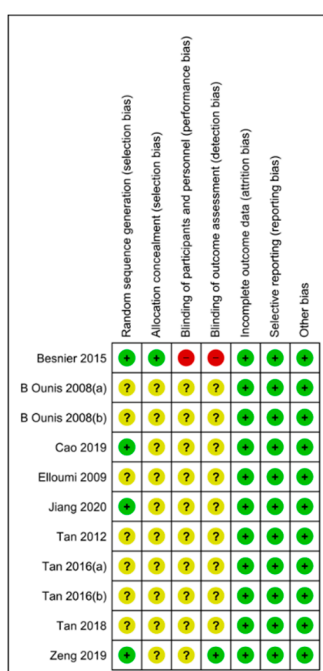 Random sequence generation (selection bias)
Allocation concealment (selection bias)
Blinding of participants and personnel (performance bias)
Blinding of outcome assessment (detection bias)
Incomplete outcome data (attrition bias)
Selective reporting (reporting bias)
Other bias
Besnier 2015 + + - - + + +
B Ounis 2008(a) ? ? ? ? + + +
B Ounis 2008(b) ? ? ? ? + + +
Cao 2019 + ? ? ? + + +
Elloumi 2009 ? ? ? ? + + +
Jiang 2020 + ? ? ? + + +
Tan 2012 ? ? ? ? + + +
Tan 2016(a) ? ? ? ? + + +
Tan 2016(b) ? ? ? ? + + +
Tan 2018 ? ? ? ? + + +
Zeng 2019 + ? ? + + + +